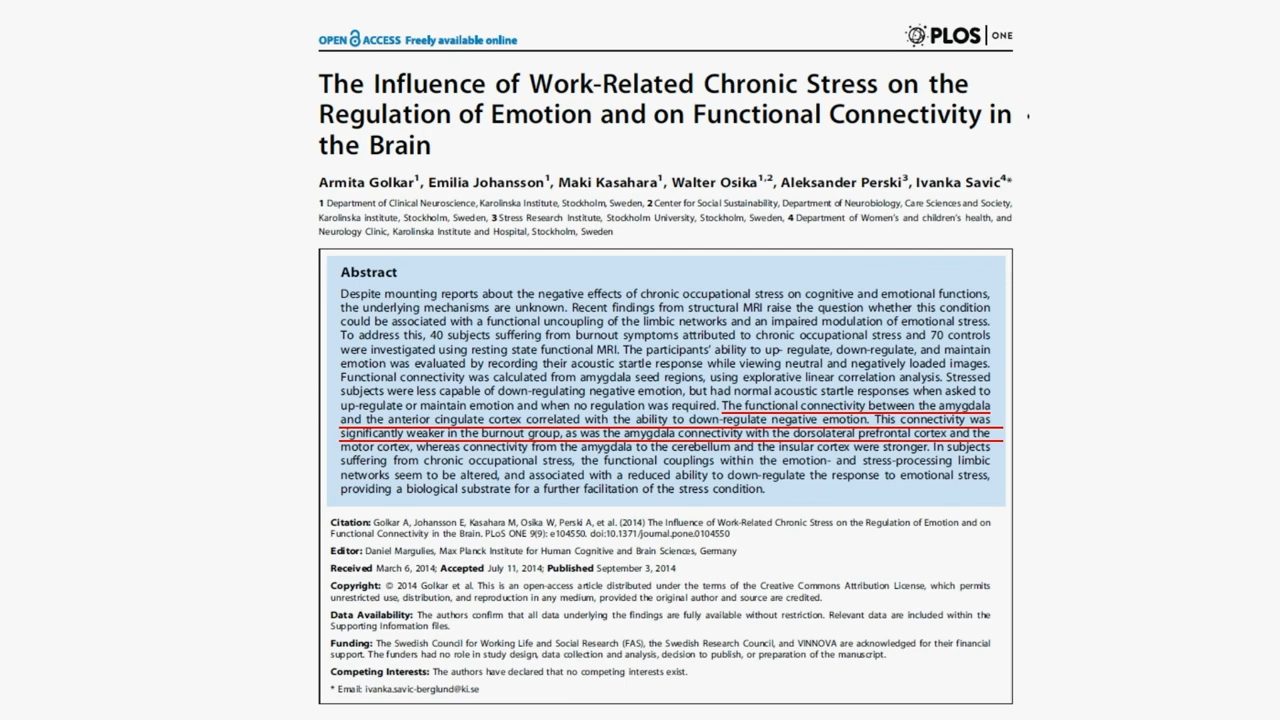 OPEN ACCESS Freely available online
PLOS ONE
The Influence of Work-Related Chronic Stress on the
Regulation of Emotion and on Functional Connectivity in
the Brain
Armita Golkar1, Emilia Johansson1, Maki Kasahara1, Walter Osika1,2, Aleksander Perski3, Ivanka Savic4*
1 Department of Clinical Neuroscience, Karolinska Institute, Stockholm, Sweden, 2 Center for Social Sustainability, Department of Neurobiology, Care Sciences and Society,
Karolinska institute, Stockholm, Sweden, 3 Stress Research Institute, Stockholm University, Stockholm, Sweden, 4 Department of Women's and children's health, and
Neurology Clinic, Karolinska Institute and Hospital, Stockholm, Sweden
Abstract
Despite mounting reports about the negative effects of chronic occupational stress on cognitive and emotional functions,
the underlying mechanisms are unknown. Recent findings from structural MRI raise the question whether this condition
could be associated with a functional uncoupling of the limbic networks and an impaired modulation of emotional stress.
To address this, 40 subjects suffering from burnout symptoms attributed to chronic occupational stress and 70 controls
were investigated using resting state functional MRI. The participants' ability to up- regulate, down-regulate, and maintain
emotion was evaluated by recording their acoustic startle response while viewing neutral and negatively loaded images.
Functional connectivity was calculated from amygdala seed regions, using explorative linear correlation analysis. Stressed
subjects were less capable of down-regulating negative emotion, but had normal acoustic startle responses when asked to
up-regulate or maintain emotion and when no regulation was required. The functional connectivity between the amygdala
and the anterior cingulate cortex correlated with the ability to down-regulate negative emotion. This connectivity was
significantly weaker in the burnout group, as was the amygdala connectivity with the dorsolateral prefrontal cortex and the
motor cortex, whereas connectivity from the amygdala to the cerebellum and the insular cortex were stronger. In subjects
suffering from chronic occupational stress, the functional couplings within the emotion- and stress-processing limbic
networks seem to be altered, and associated with a reduced ability to down-regulate the response to emotional stress,
providing a biological substrate for a further facilitation of the stress condition.
Citation: Golkar A, Johansson E, Kasahara M, Osika W, Perski A, et al. (2014) The Influence of Work-Related Chronic Stress on the Regulation of Emotion and on
Functional Connectivity in the Brain. PLoS ONE 9(9): e104550. doi:10.1371/journal.pone.0104550
Editor: Daniel Margulies, Max Planck Institute for Human Cognitive and Brain Sciences, Germany
Received March 6, 2014; Accepted July 11, 2014; Published September 3, 2014
Copyright: © 2014 Golkar et al. This is an open-access article distributed under the terms of the Creative Commons Attribution License, which permits
unrestricted use, distribution, and reproduction in any medium, provided the original author and source are credited.
Data Availability: The authors confirm that all data underlying the findings are fully available without restriction. Relevant data are included within the
Supporting Information files.
Funding: The Swedish Council for Working Life and Social Research (FAS), the Swedish Research Council, and VINNOVA are acknowledged for their financial
support. The funders had no role in study design, data collection and analysis, decision to publish, or preparation of the manuscript.
Competing Interests: The authors have declared that no competing interests exist.
* Email: ivanka.savic-berglund@ki.se